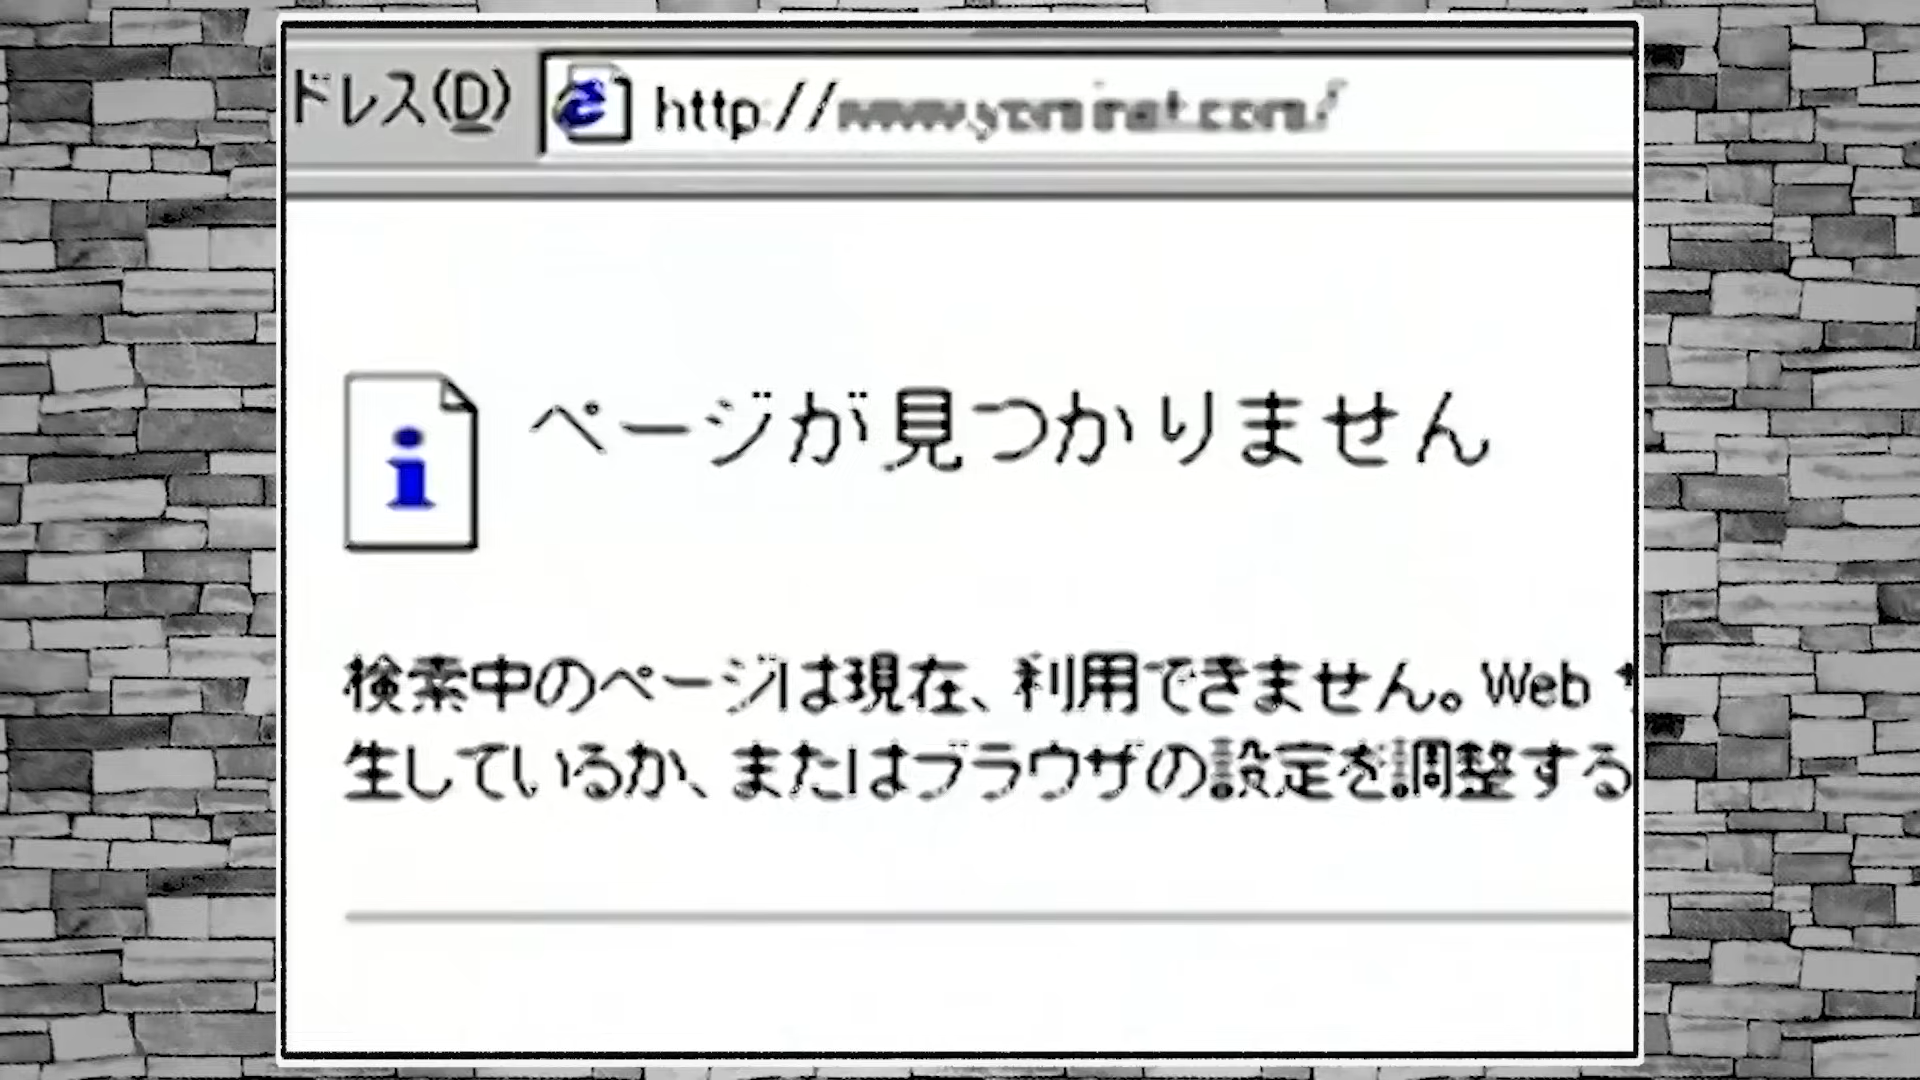 ドレス(D) http://
ページが見つかりません
検索中のページは現在、利用できません。Web
生しているか、またはブラウザの設定を調整する